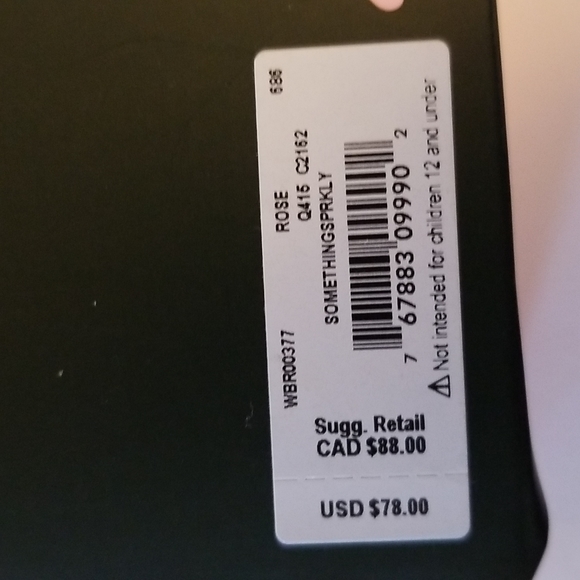 WBR00377 ROSE 686
Q415 C2162
SOMETHINGSPRKLY
7 67883 09990 2
⚠ Not intended for children 12 and under
Sugg. Retail
CAD $88.00
USD $78.00